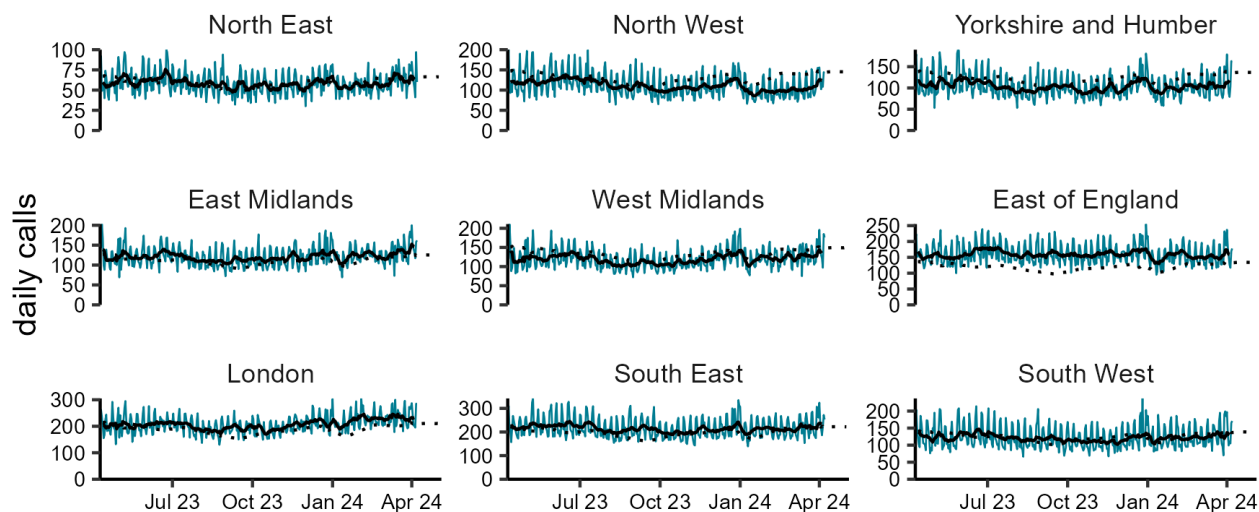 North East North West Yorkshire and Humber
100 200
75 150 150
50 100 100
25 50 50
0 0 0
East Midlands West Midlands East of England
200 200 250
150 150 200
100 100 150
50 50 100
0 0 50
0
daily calls
London South East South West
300 300 200
200 200 150
100 100 100
0 0 50
0
Jul 23 Oct 23 Jan 24 Apr 24 Jul 23 Oct 23 Jan 24 Apr 24 Jul 23 Oct 23 Jan 24 Apr 24